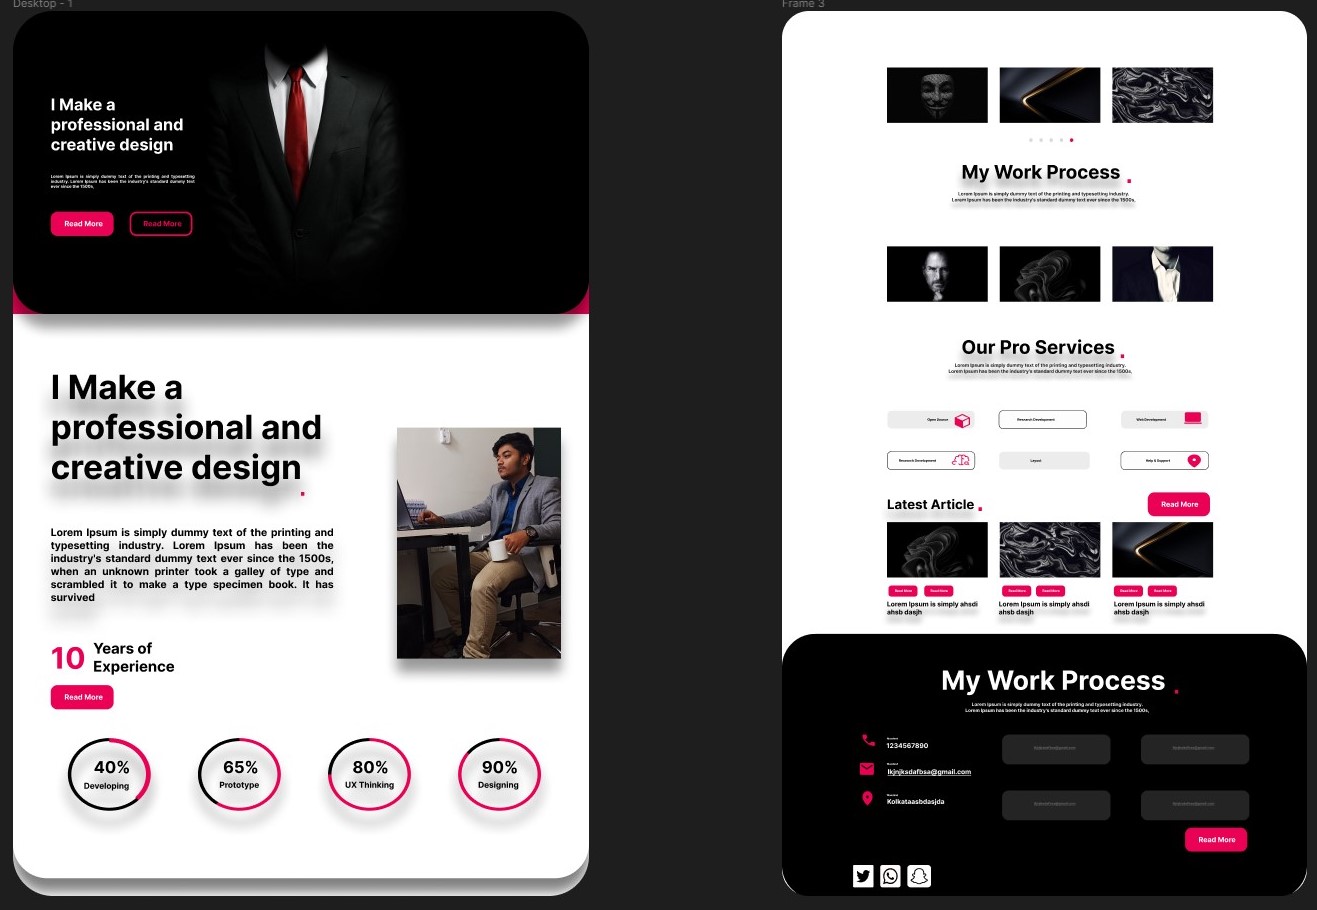 Desktop - 1
I Make a
professional and
creative design
Lorem Ipsum is simply dummy text of the printing and typesetting
industry. Lorem Ipsum has been the industry's standard dummy text
ever since the 1500s,
Read More
Read More
I Make a
professional and
creative design
.
Lorem Ipsum is simply dummy text of the printing and
typesetting industry. Lorem Ipsum has been the
industry's standard dummy text ever since the 1500s,
when an unknown printer took a galley of type and
scrambled it to make a type specimen book. It has
survived
10 Years of
Experience
Read More
40%
Developing
65%
Prototype
80%
UX Thinking
90%
Designing
Frame 3
My Work Process .
Lorem Ipsum is simply dummy text of the printing and typesetting industry.
Lorem Ipsum has been the industry's standard dummy text ever since the 1500s,
Our Pro Services .
Lorem Ipsum is simply dummy text of the printing and typesetting industry.
Lorem Ipsum has been the industry's standard dummy text ever since the 1500s,
Open Source
Research Development
Web Development
Research Development
Layout
Help & Support
Latest Article .
Read More
Read More
Read More
Read More
Read More
Read More
Read More
Lorem Ipsum is simply ahsdi
ahsb dasjh
Lorem Ipsum is simply ahsdi
ahsb dasjh
Lorem Ipsum is simply ahsdi
ahsb dasjh
My Work Process .
Lorem Ipsum is simply dummy text of the printing and typesetting industry.
Lorem Ipsum has been the industry's standard dummy text ever since the 1500s,
1234567890
lkjnjksdafbsa@gmail.com
Kolkataasbdasjda
Read More